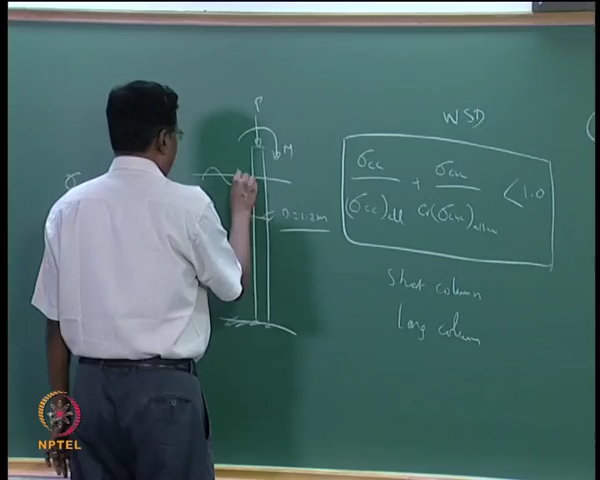 P
WSD
M
σcc / (σcc)all + σcu / Cr(σcu)allow < 1.0
σ
D = 1.2m
Short column
Long column
NPTEL